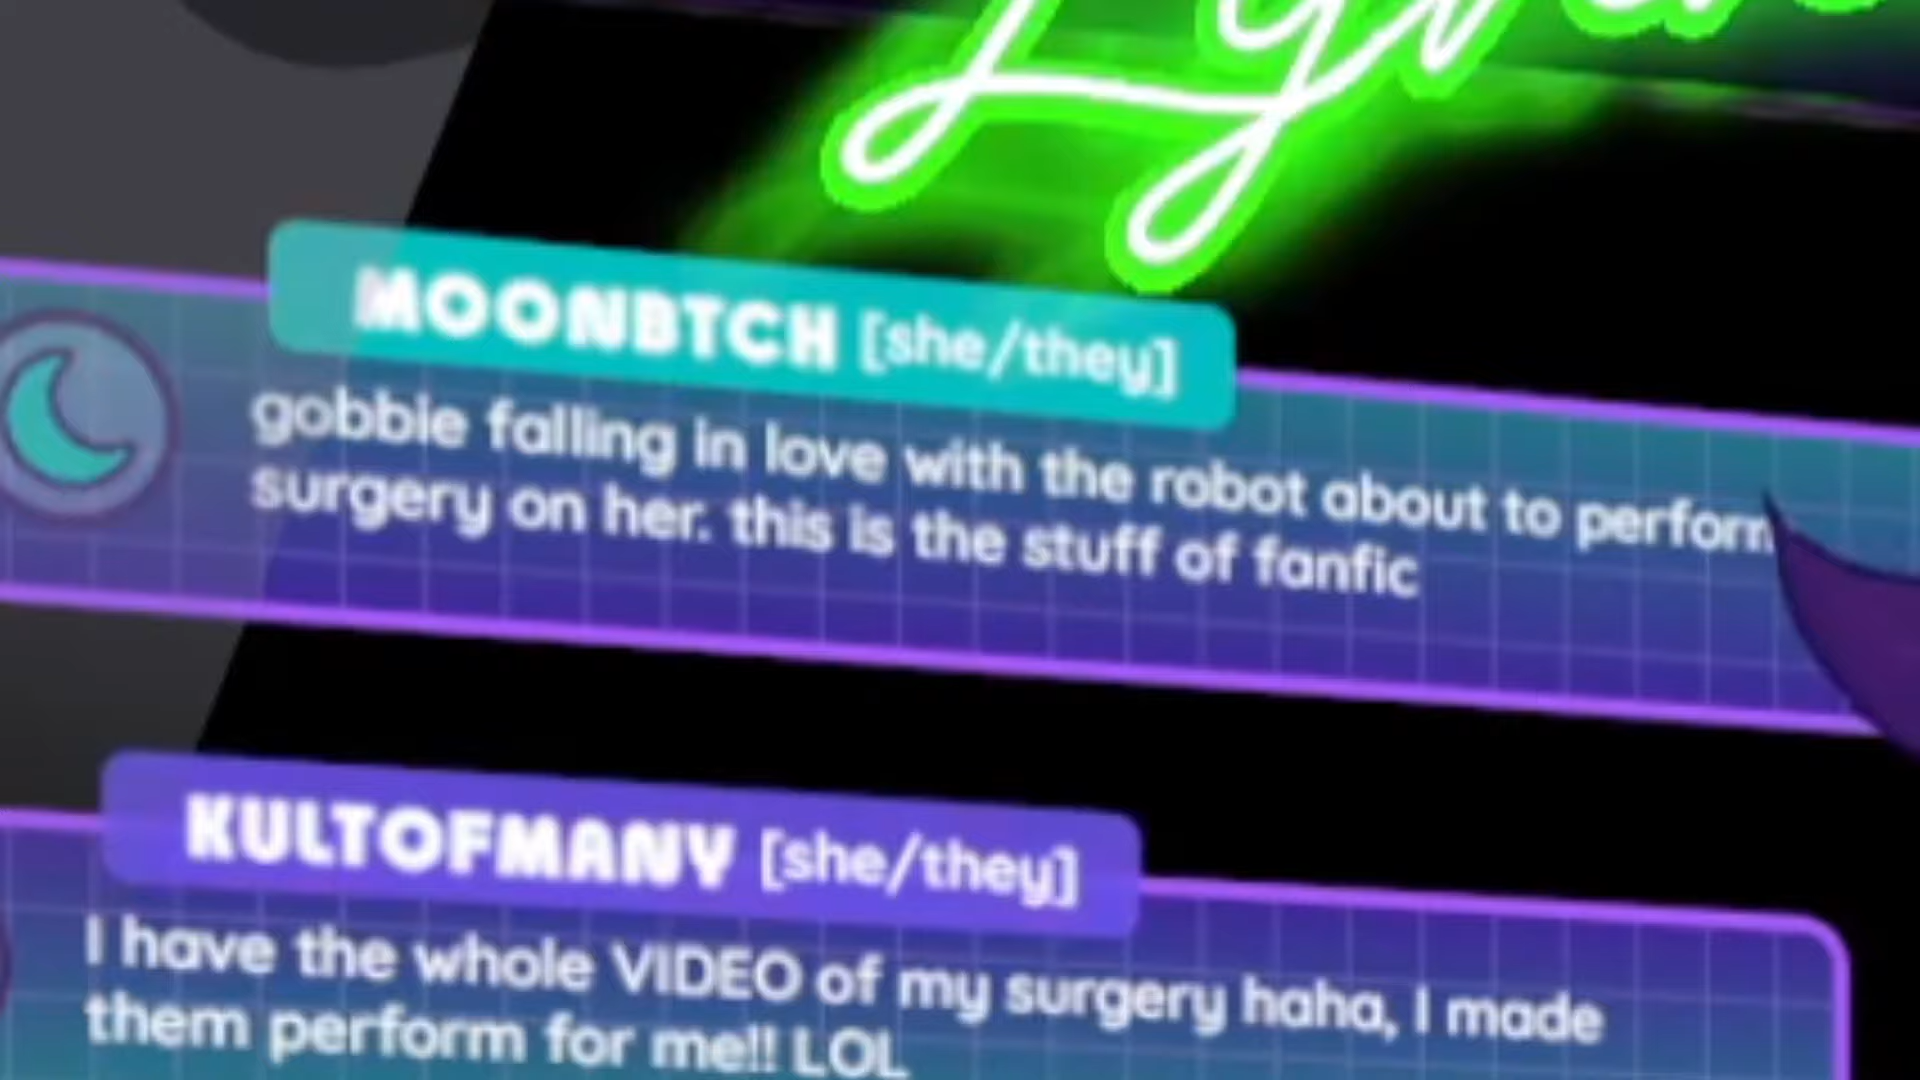 MOONBTCH [she/they]
gobbie falling in love with the robot about to perform
surgery on her. this is the stuff of fanfic
KULTOFMANY [she/they]
I have the whole VIDEO of my surgery haha, I made
them perform for me!! LOL